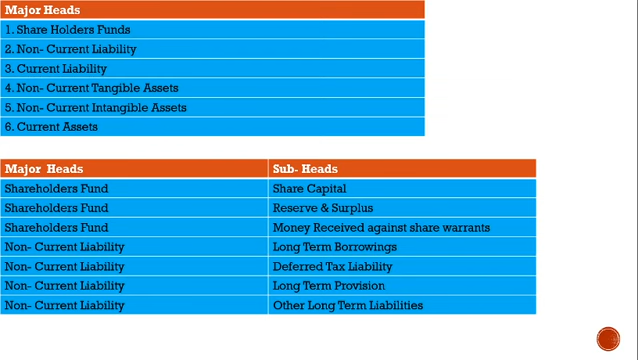 Major Heads
1. Share Holders Funds
2. Non- Current Liability
3. Current Liability
4. Non- Current Tangible Assets
5. Non- Current Intangible Assets
6. Current Assets
Major Heads Sub- Heads
Shareholders Fund Share Capital
Shareholders Fund Reserve & Surplus
Shareholders Fund Money Received against share warrants
Non- Current Liability Long Term Borrowings
Non- Current Liability Deferred Tax Liability
Non- Current Liability Long Term Provision
Non- Current Liability Other Long Term Liabilities